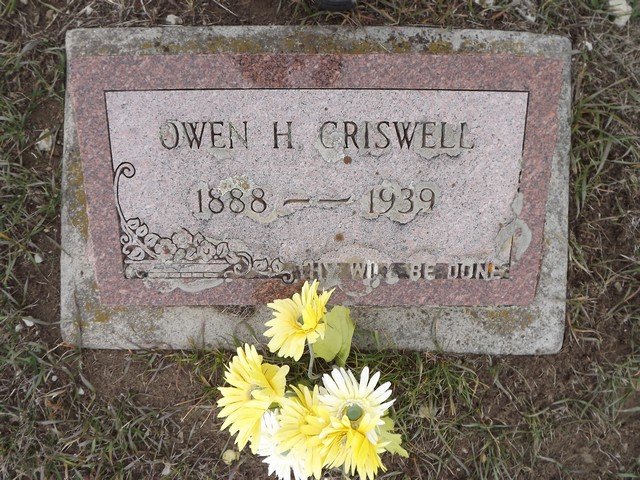 OWEN H CRISWELL
1888 — — 1939
THY WILL BE DONE